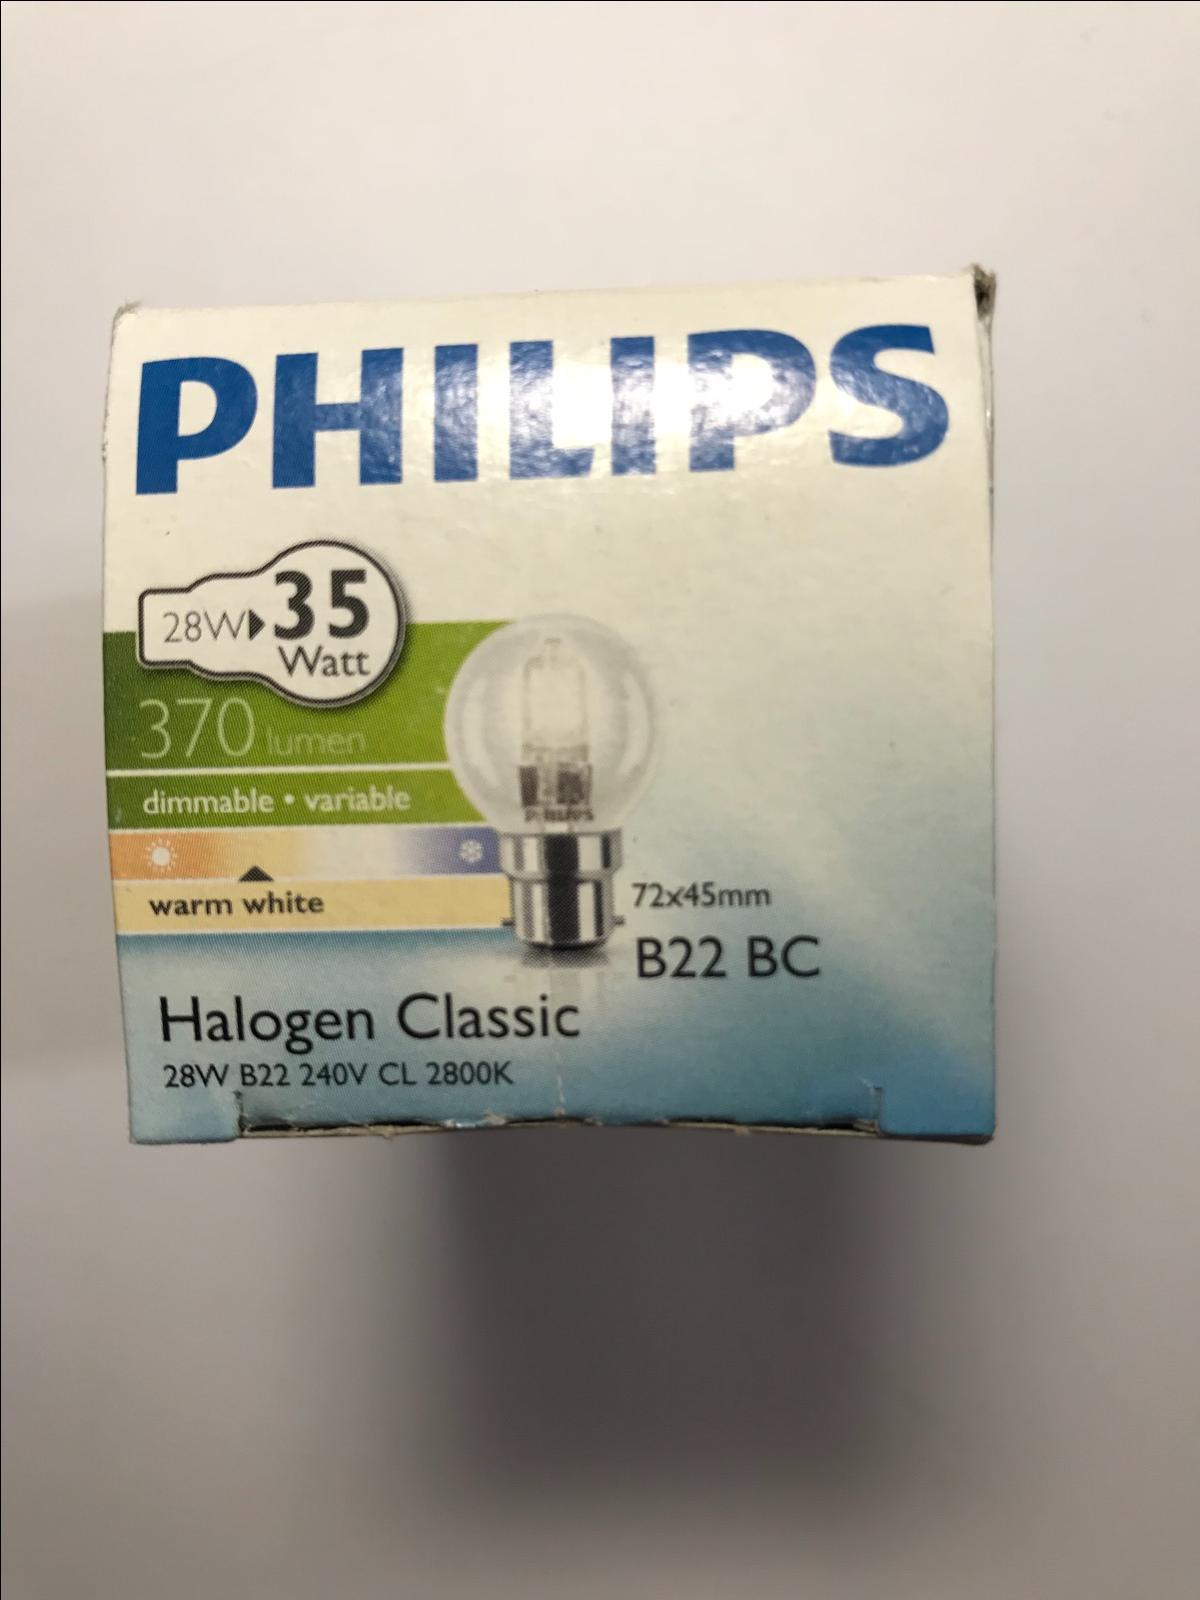 PHILIPS
28W 35
Watt
370 lumen
dimmable • variable
PHILIPS
warm white
72x45mm
B22 BC
Halogen Classic
28W B22 240V CL 2800K